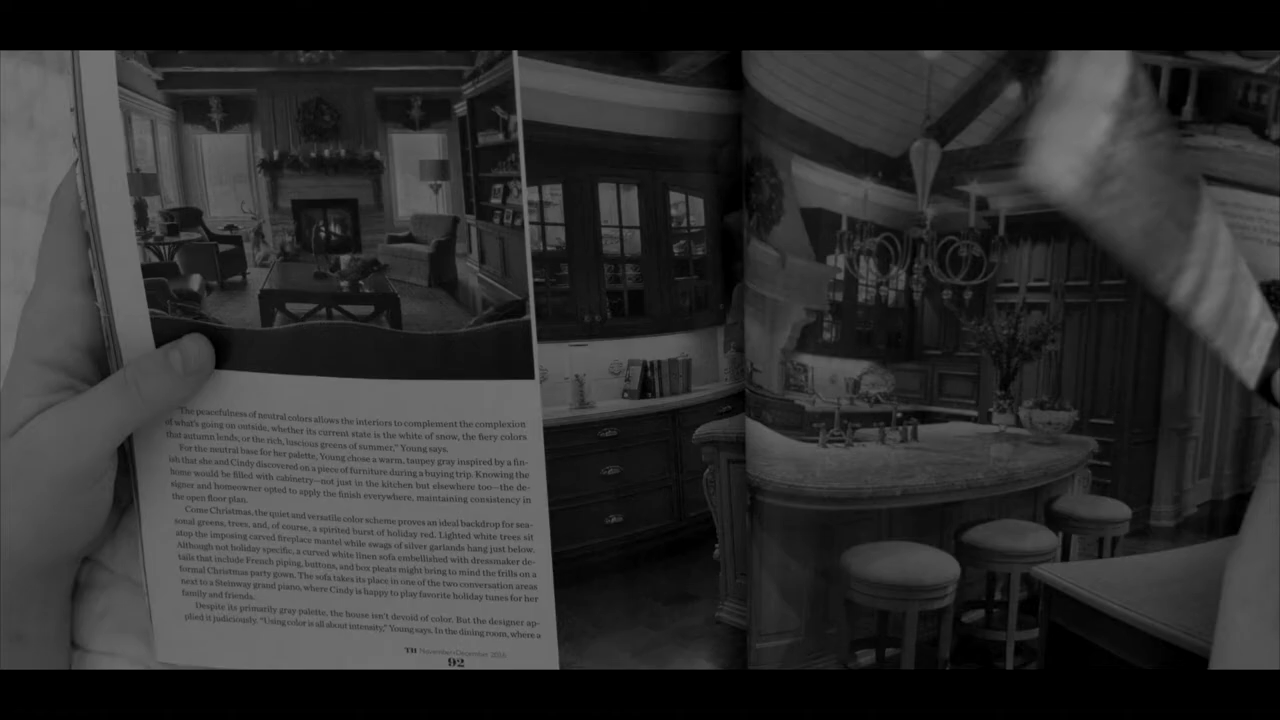 The peacefulness of neutral colors allows the interiors to complement the complexion
of what's going on outside, whether its current state is the white of snow, the fiery colors
that autumn lends, or the rich, luscious greens of summer," Young says.
For the neutral base for her palette, Young chose a warm, taupey gray inspired by a fin-
ish that she and Cindy discovered on a piece of furniture during a buying trip. Knowing the
home would be filled with cabinetry—not just in the kitchen but elsewhere too—the de-
signer and homeowner opted to apply the finish everywhere, maintaining consistency in
the open floor plan.
Come Christmas, the quiet and versatile color scheme proves an ideal backdrop for sea-
sonal greens, trees, and, of course, a spirited burst of holiday red. Lighted white trees sit
atop the imposing carved fireplace mantel while swags of silver garlands hang just below.
Although not holiday specific, a curved white linen sofa embellished with dressmaker de-
tails that include French piping, buttons, and box pleats might bring to mind the frills on a
formal Christmas party gown. The sofa takes its place in one of the two conversation areas
next to a Steinway grand piano, where Cindy is happy to play favorite holiday tunes for her
family and friends.
Despite its primarily gray palette, the house isn't devoid of color. But the designer ap-
plied it judiciously. "Using color is all about intensity," Young says. In the dining room, where a
TH November/December 2016
92